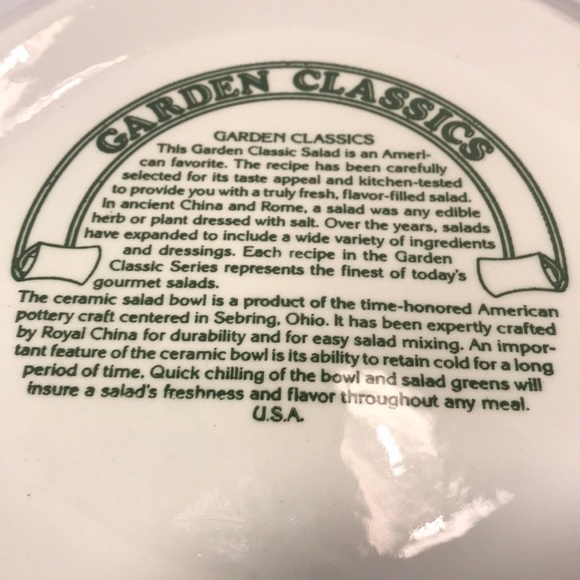 GARDEN CLASSICS
GARDEN CLASSICS
This Garden Classic Salad is an Ameri-
can favorite. The recipe has been carefully
selected for its taste appeal and kitchen-tested
to provide you with a truly fresh, flavor-filled salad.
In ancient China and Rome, a salad was any edible
herb or plant dressed with salt. Over the years, salads
have expanded to include a wide variety of ingredients
and dressings. Each recipe in the Garden
Classic Series represents the finest of today's
gourmet salads.
The ceramic salad bowl is a product of the time-honored American
pottery craft centered in Sebring, Ohio. It has been expertly crafted
by Royal China for durability and for easy salad mixing. An impor-
tant feature of the ceramic bowl is its ability to retain cold for a long
period of time. Quick chilling of the bowl and salad greens will
insure a salad's freshness and flavor throughout any meal.
U.S.A.